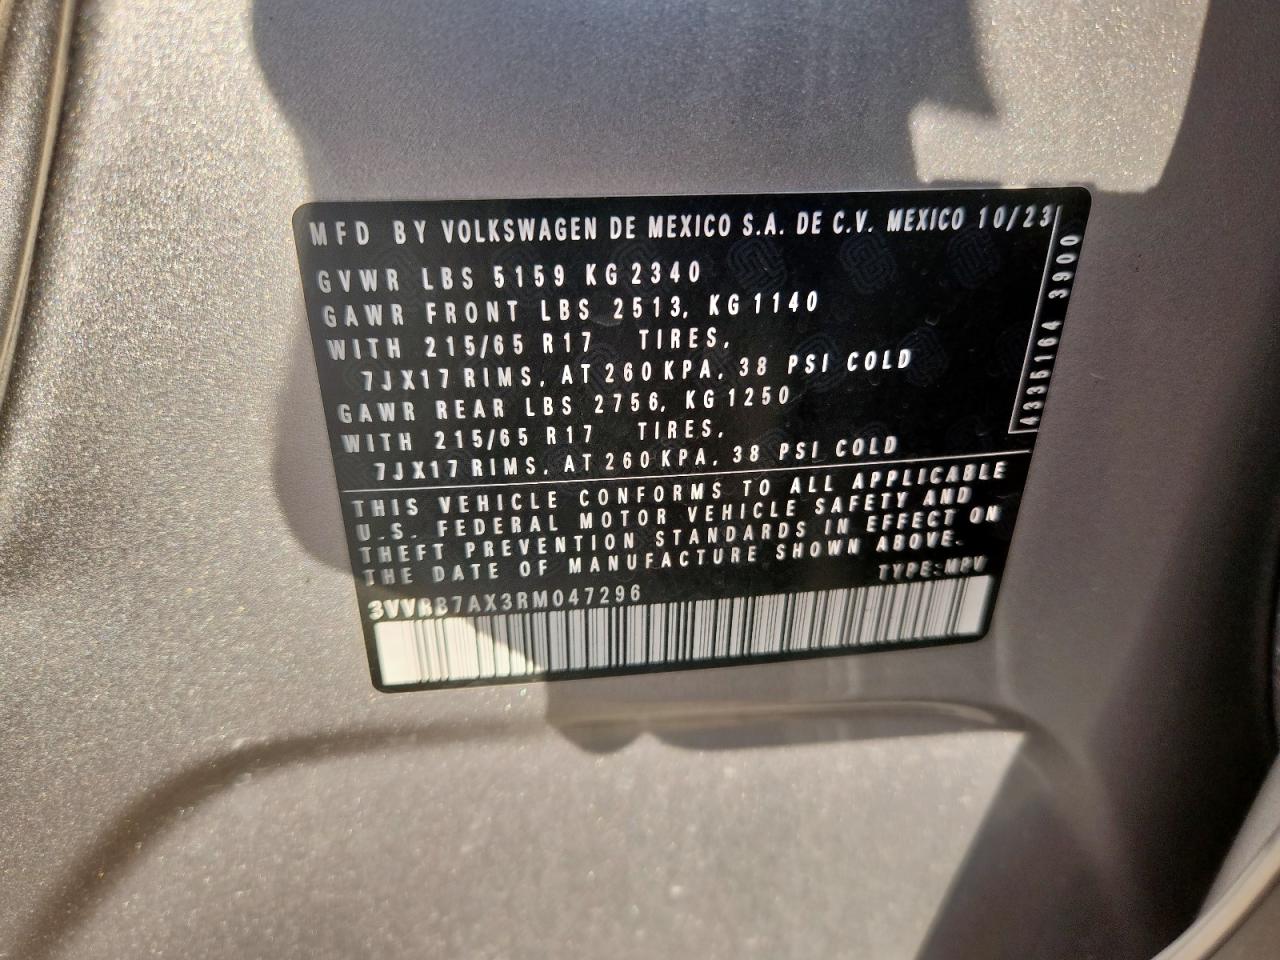 MFD BY VOLKSWAGEN DE MEXICO S.A. DE C.V. MEXICO 10/23
GVWR LBS 5159 KG 2340
GAWR FRONT LBS 2513, KG 1140
WITH 215/65 R17 TIRES,
7JX17 RIMS, AT 260 KPA, 38 PSI COLD
GAWR REAR LBS 2756, KG 1250
WITH 215/65 R17 TIRES,
7JX17 RIMS, AT 260 KPA, 38 PSI COLD
THIS VEHICLE CONFORMS TO ALL APPLICABLE
U.S. FEDERAL MOTOR VEHICLE SAFETY AND
THEFT PREVENTION STANDARDS IN EFFECT ON
THE DATE OF MANUFACTURE SHOWN ABOVE.
TYPE:MPV
3VVRB7AX3RM047296
4336164 3900